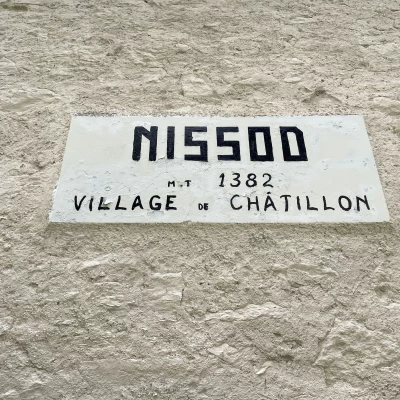 NISSOD
M.T 1382
VILLAGE DE CHÂTILLON